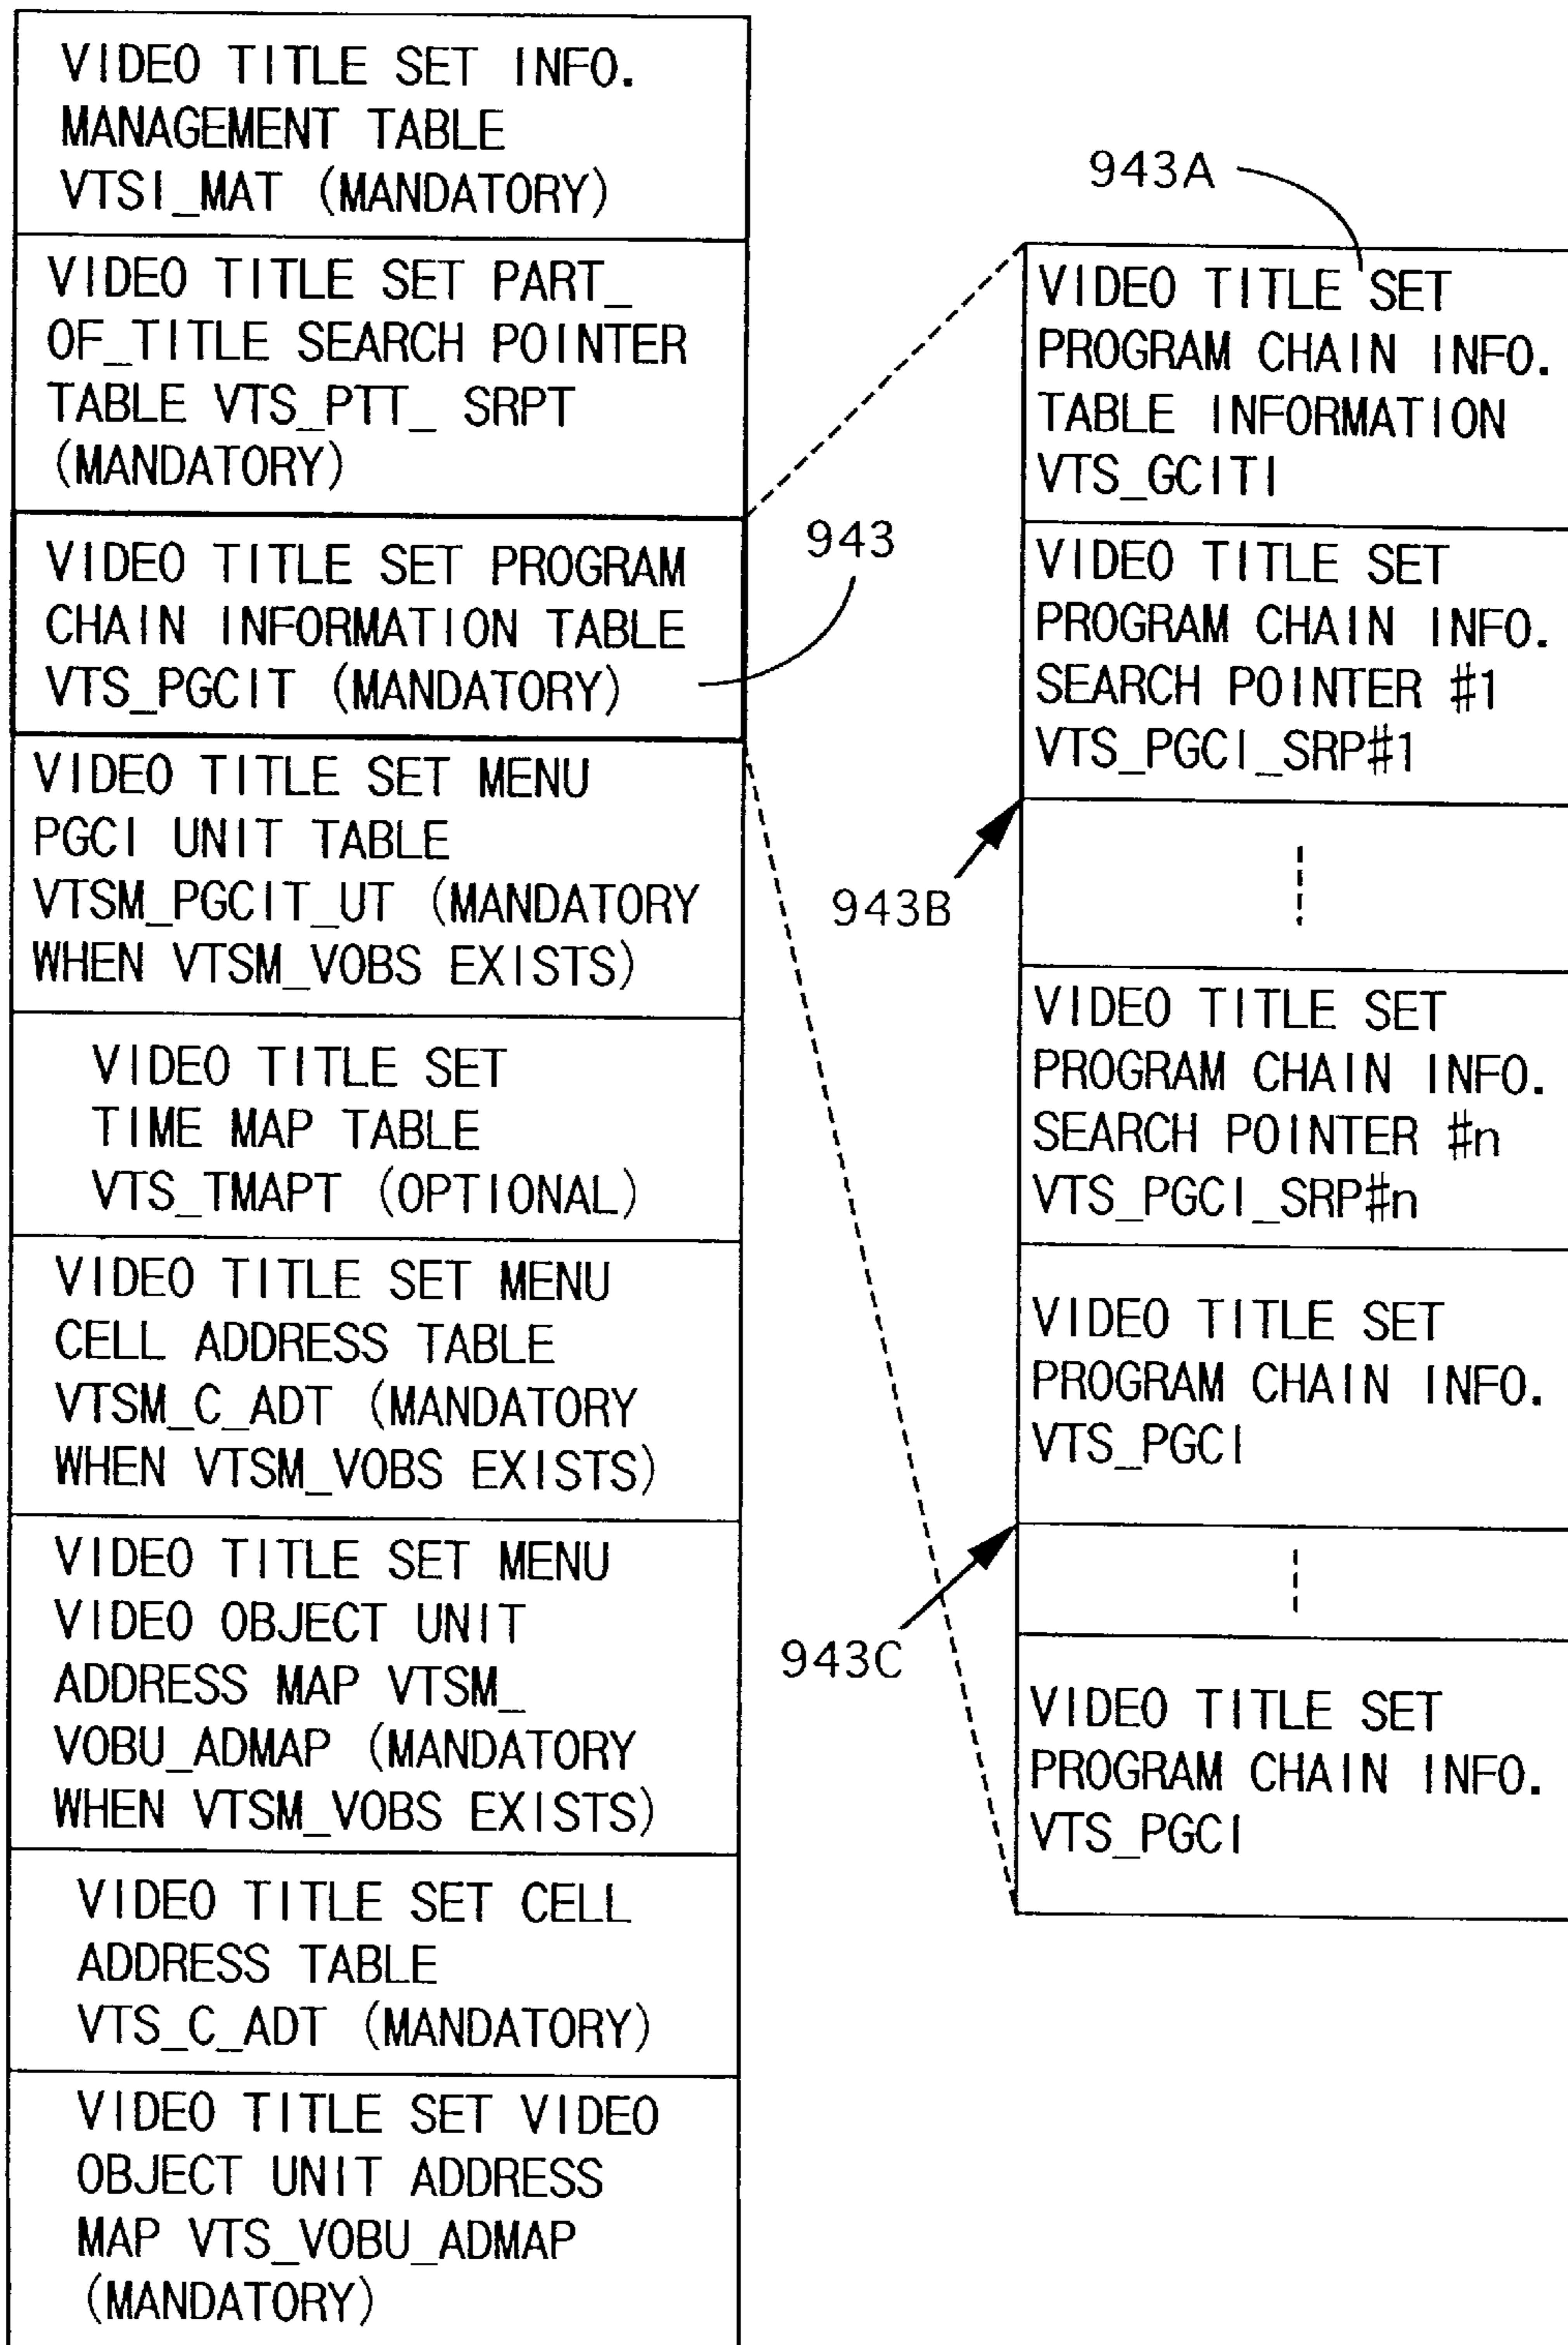 VIDEO TITLE SET INFO.
MANAGEMENT TABLE
VTSI_MAT (MANDATORY)
VIDEO TITLE SET PART_
OF_TITLE SEARCH POINTER
TABLE VTS_PTT_ SRPT
(MANDATORY)
VIDEO TITLE SET PROGRAM
CHAIN INFORMATION TABLE
VTS_PGCIT (MANDATORY)
943
VIDEO TITLE SET MENU
PGCI UNIT TABLE
VTSM_PGCIT_UT (MANDATORY
WHEN VTSM_VOBS EXISTS)
VIDEO TITLE SET
TIME MAP TABLE
VTS_TMAPT (OPTIONAL)
VIDEO TITLE SET MENU
CELL ADDRESS TABLE
VTSM_C_ADT (MANDATORY
WHEN VTSM_VOBS EXISTS)
VIDEO TITLE SET MENU
VIDEO OBJECT UNIT
ADDRESS MAP VTSM_
VOBU_ADMAP (MANDATORY
WHEN VTSM_VOBS EXISTS)
VIDEO TITLE SET CELL
ADDRESS TABLE
VTS_C_ADT (MANDATORY)
VIDEO TITLE SET VIDEO
OBJECT UNIT ADDRESS
MAP VTS_VOBU_ADMAP
(MANDATORY)
943A
VIDEO TITLE SET
PROGRAM CHAIN INFO.
TABLE INFORMATION
VTS_GCITI
VIDEO TITLE SET
PROGRAM CHAIN INFO.
SEARCH POINTER #1
VTS_PGCI_SRP#1
943B
VIDEO TITLE SET
PROGRAM CHAIN INFO.
SEARCH POINTER #n
VTS_PGCI_SRP#n
VIDEO TITLE SET
PROGRAM CHAIN INFO.
VTS_PGCI
943C
VIDEO TITLE SET
PROGRAM CHAIN INFO.
VTS_PGCI